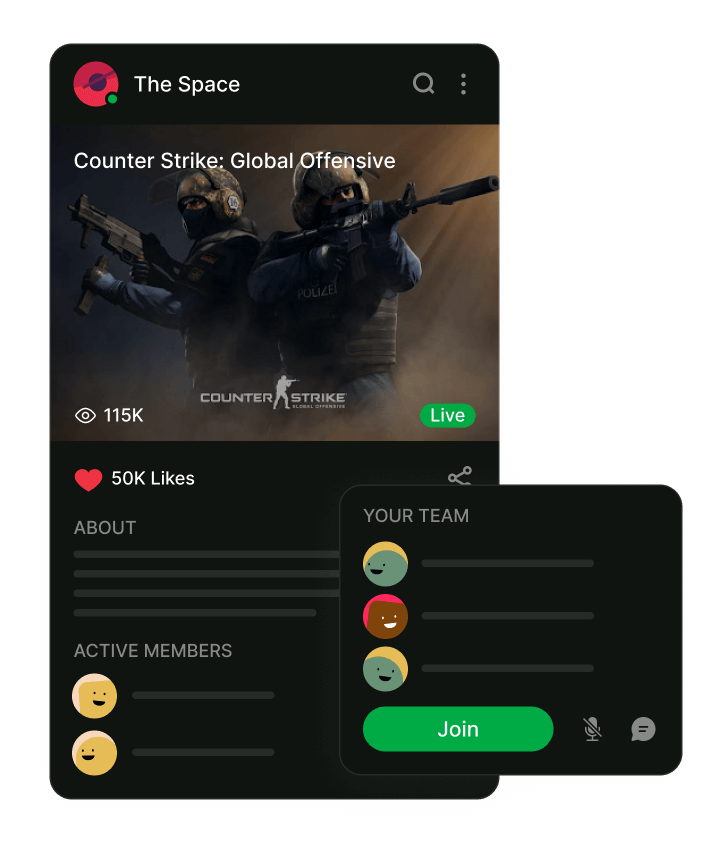 The Space
Counter Strike: Global Offensive
POLIZEI
COUNTER STRIKE
GLOBAL OFFENSIVE
115K
Live
50K Likes
ABOUT
ACTIVE MEMBERS
YOUR TEAM
Join